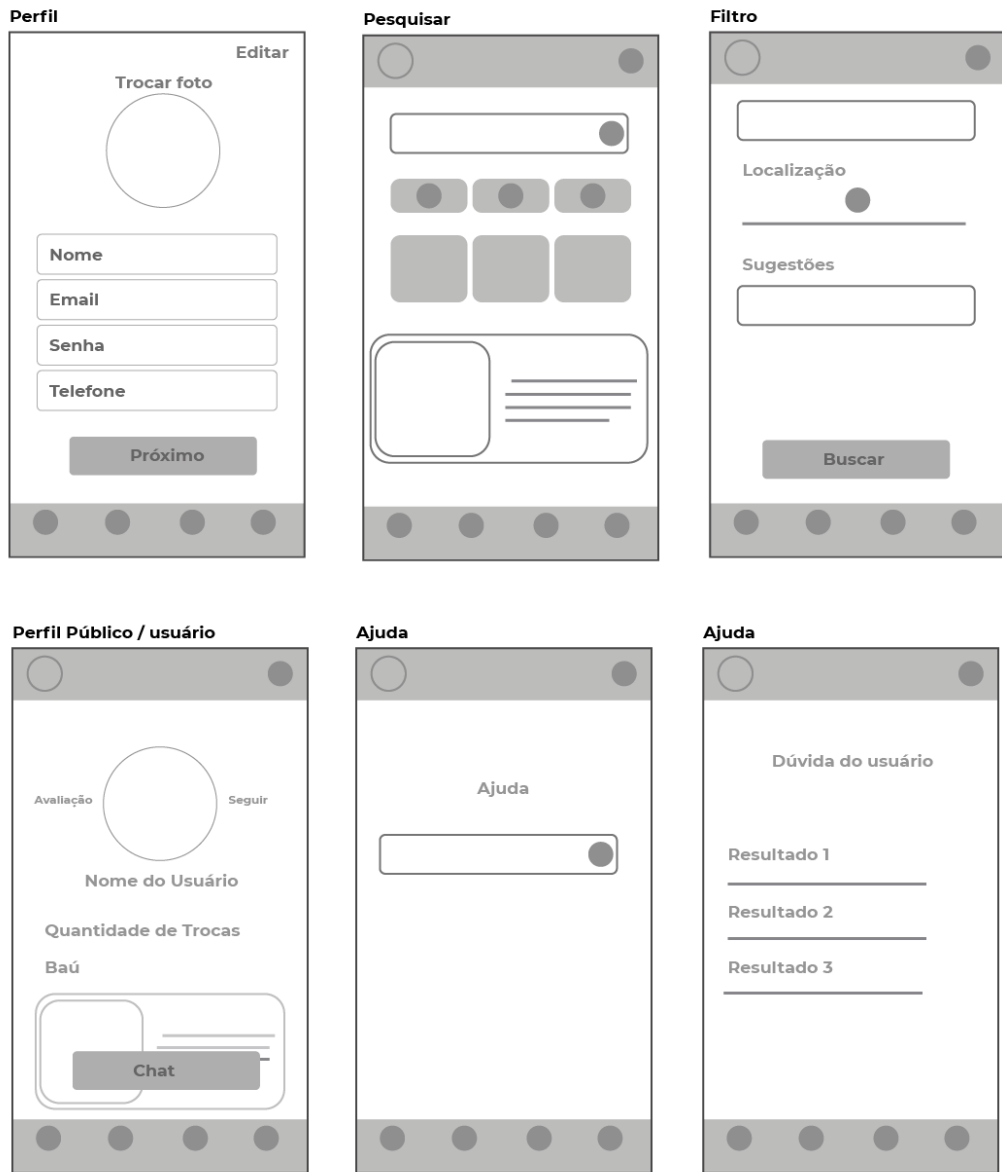 Perfil
Editar
Trocar foto
Nome
Email
Senha
Telefone
Próximo
Pesquisar
Filtro
Localização
Sugestões
Buscar
Perfil Público / usuário
Avaliação
Seguir
Nome do Usuário
Quantidade de Trocas
Baú
Chat
Ajuda
Ajuda
Ajuda
Dúvida do usuário
Resultado 1
Resultado 2
Resultado 3